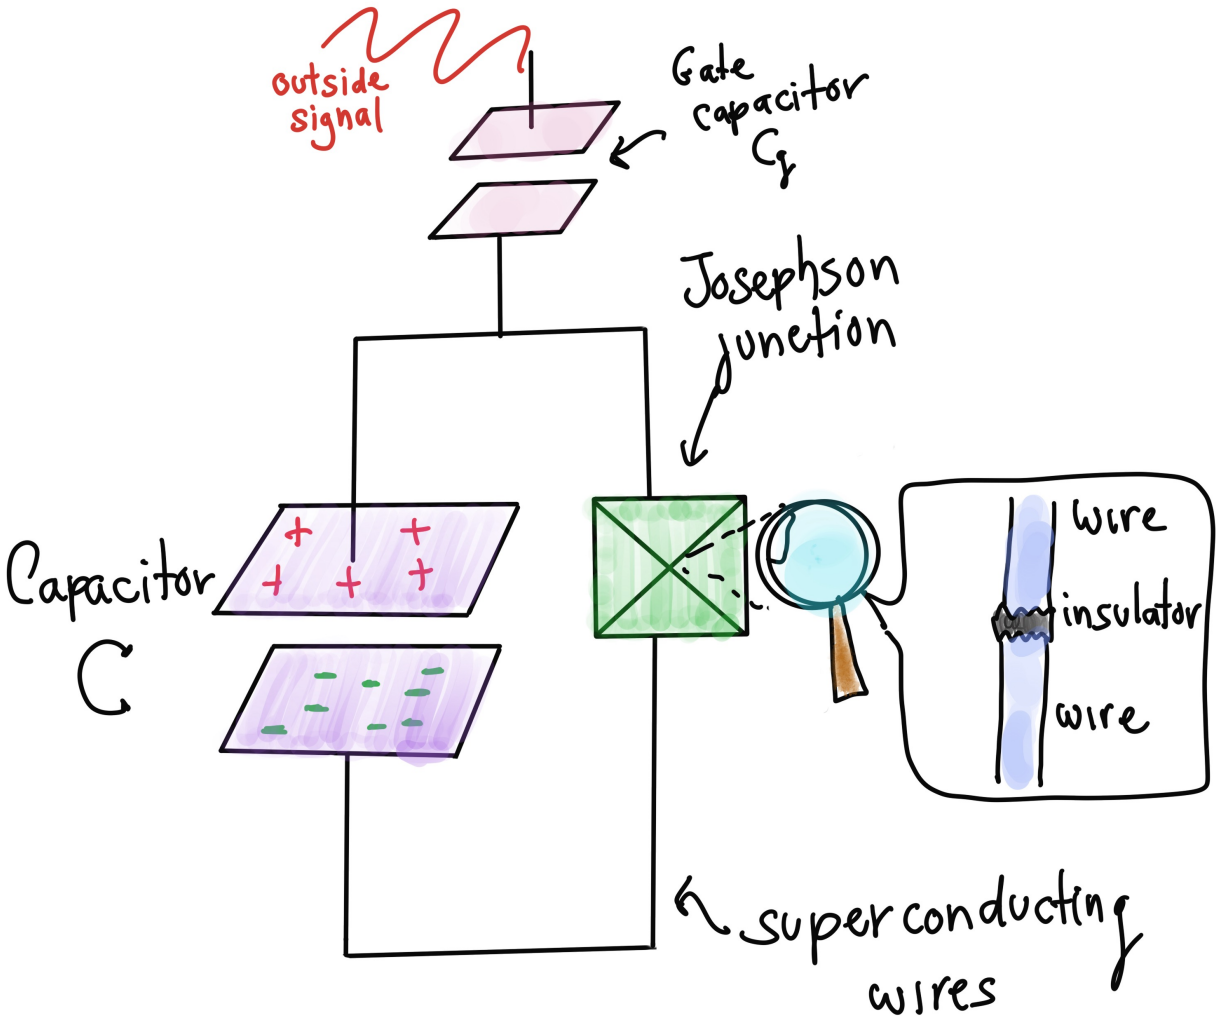 outside
signal
Gate
capacitor
Cg
Josephson
junction
Capacitor
C
+ +
+ + +
- - - - - - - -
wire
insulator
wire
superconducting
wires